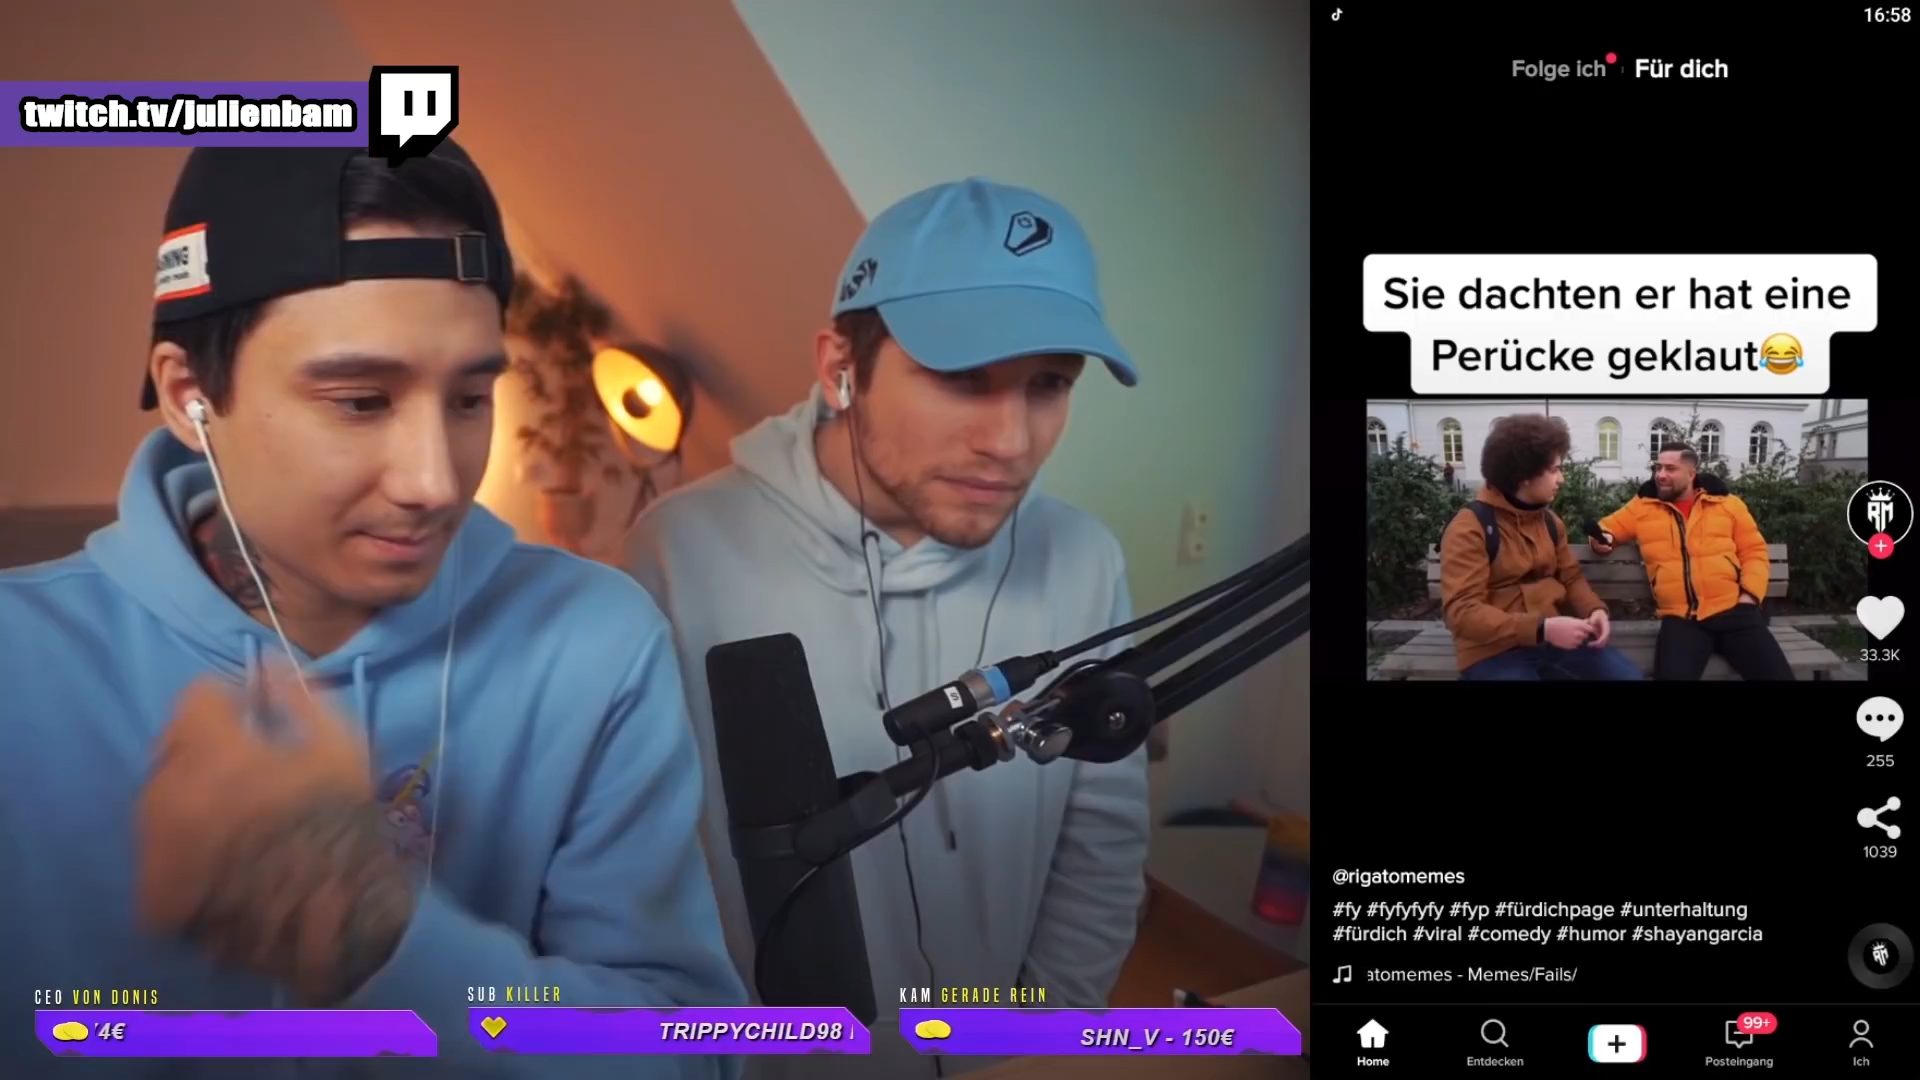 twitch.tv/julienbam
16:58
Folge ich Für dich
Sie dachten er hat eine
Perücke geklaut😂
RM
33.3K
255
1039
@rigatomemes
#fy #fyfyfyfy #fyp #fürdichpage #unterhaltung
#fürdich #viral #comedy #humor #shayangarcia
atomemes - Memes/Fails/
CEO VON DONIS
4€
SUB KILLER
TRIPPYCHILD98
KAM GERADE REIN
SHN_V - 150€
Home
Entdecken
99+
Posteingang
Ich